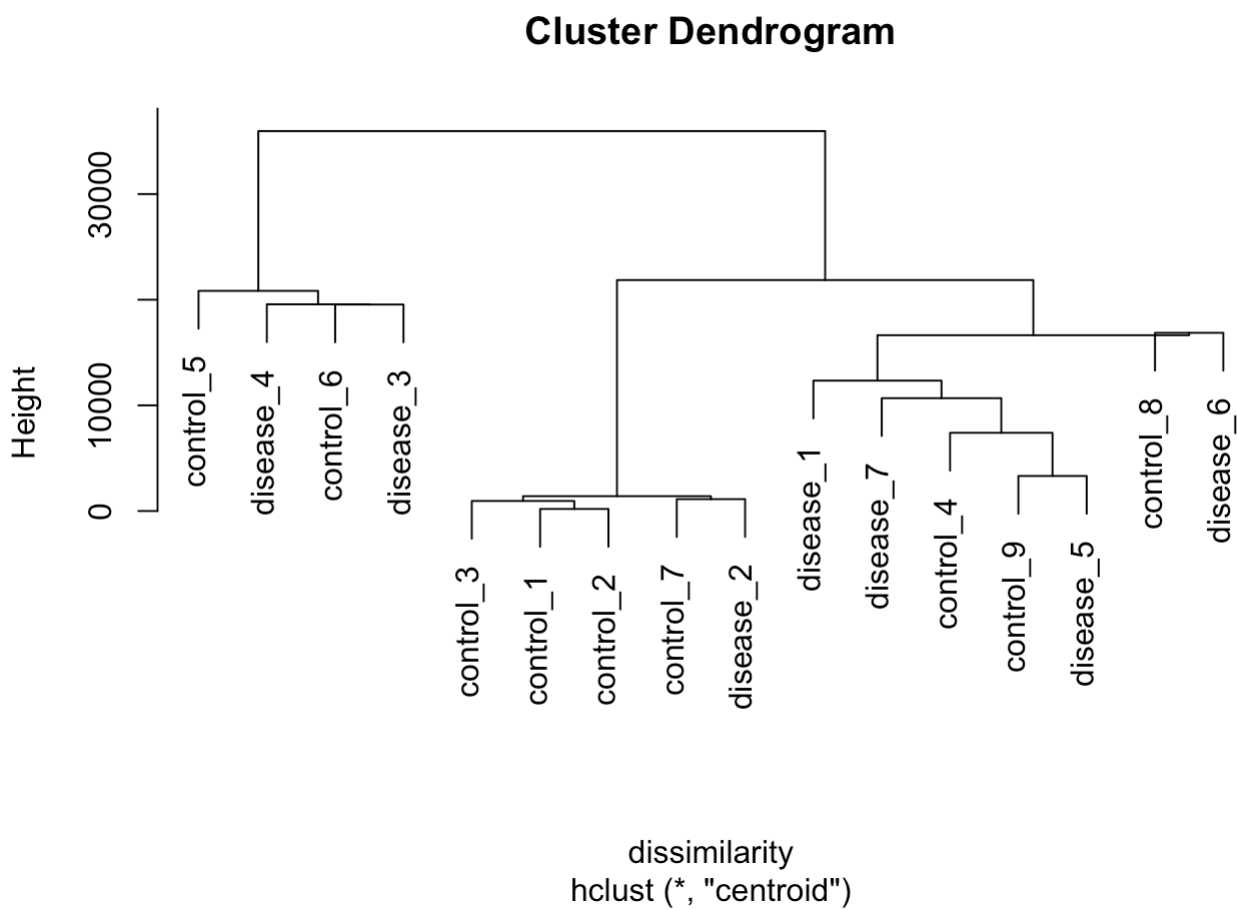 Cluster Dendrogram
Height
30000
10000
0
control_5
disease_4
control_6
disease_3
control_3
control_1
control_2
control_7
disease_2
disease_1
disease_7
control_4
control_9
disease_5
control_8
disease_6
dissimilarity
hclust (*, "centroid")